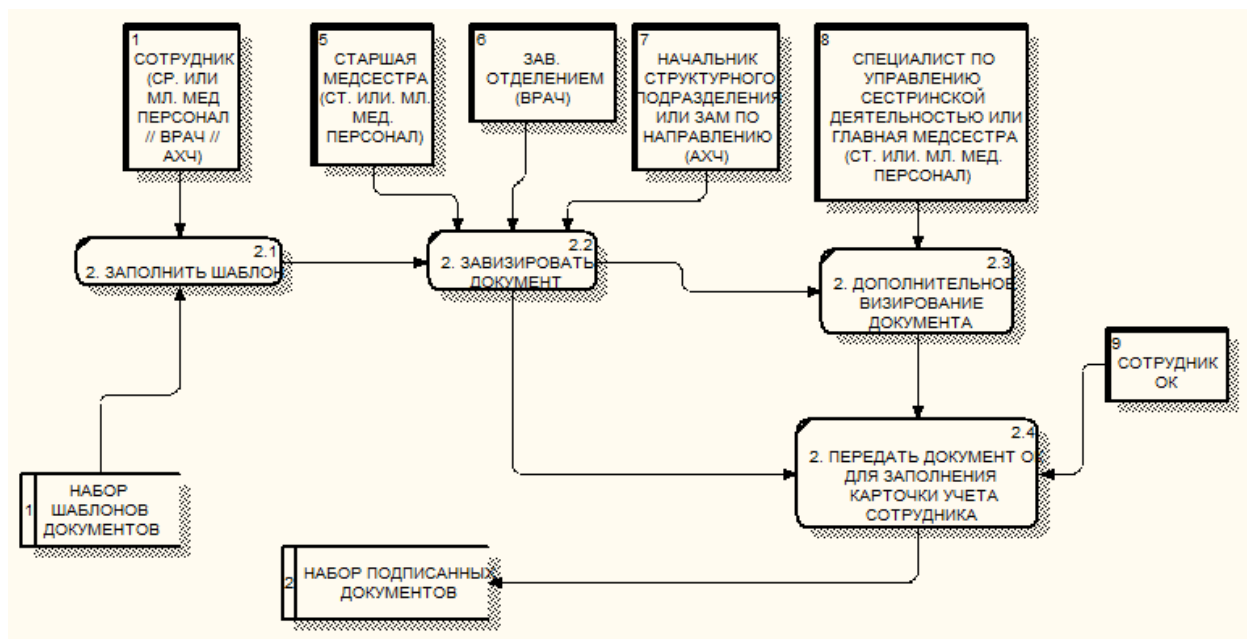 1
СОТРУДНИК
(СР. ИЛИ
МЛ. МЕД
ПЕРСОНАЛ
// ВРАЧ //
АХЧ)
5
СТАРШАЯ
МЕДСЕСТРА
(СТ. ИЛИ. МЛ.
МЕД.
ПЕРСОНАЛ)
6
ЗАВ.
ОТДЕЛЕНИЕМ
(ВРАЧ)
7
НАЧАЛЬНИК
СТРУКТУРНОГО
ПОДРАЗДЕЛЕНИЯ
ИЛИ ЗАМ ПО
НАПРАВЛЕНИЮ
(АХЧ)
8
СПЕЦИАЛИСТ ПО
УПРАВЛЕНИЮ
СЕСТРИНСКОЙ
ДЕЯТЕЛЬНОСТЬЮ ИЛИ
ГЛАВНАЯ МЕДСЕСТРА
(СТ. ИЛИ. МЛ. МЕД.
ПЕРСОНАЛ)
2.1
2. ЗАПОЛНИТЬ ШАБЛОН
2.2
2. ЗАВИЗИРОВАТЬ
ДОКУМЕНТ
2.3
2. ДОПОЛНИТЕЛЬНОЕ
ВИЗИРОВАНИЕ
ДОКУМЕНТА
9
СОТРУДНИК
ОК
2.4
2. ПЕРЕДАТЬ ДОКУМЕНТ О
ДЛЯ ЗАПОЛНЕНИЯ
КАРТОЧКИ УЧЕТА
СОТРУДНИКА
1
НАБОР
ШАБЛОНОВ
ДОКУМЕНТОВ
2
НАБОР ПОДПИСАННЫХ
ДОКУМЕНТОВ